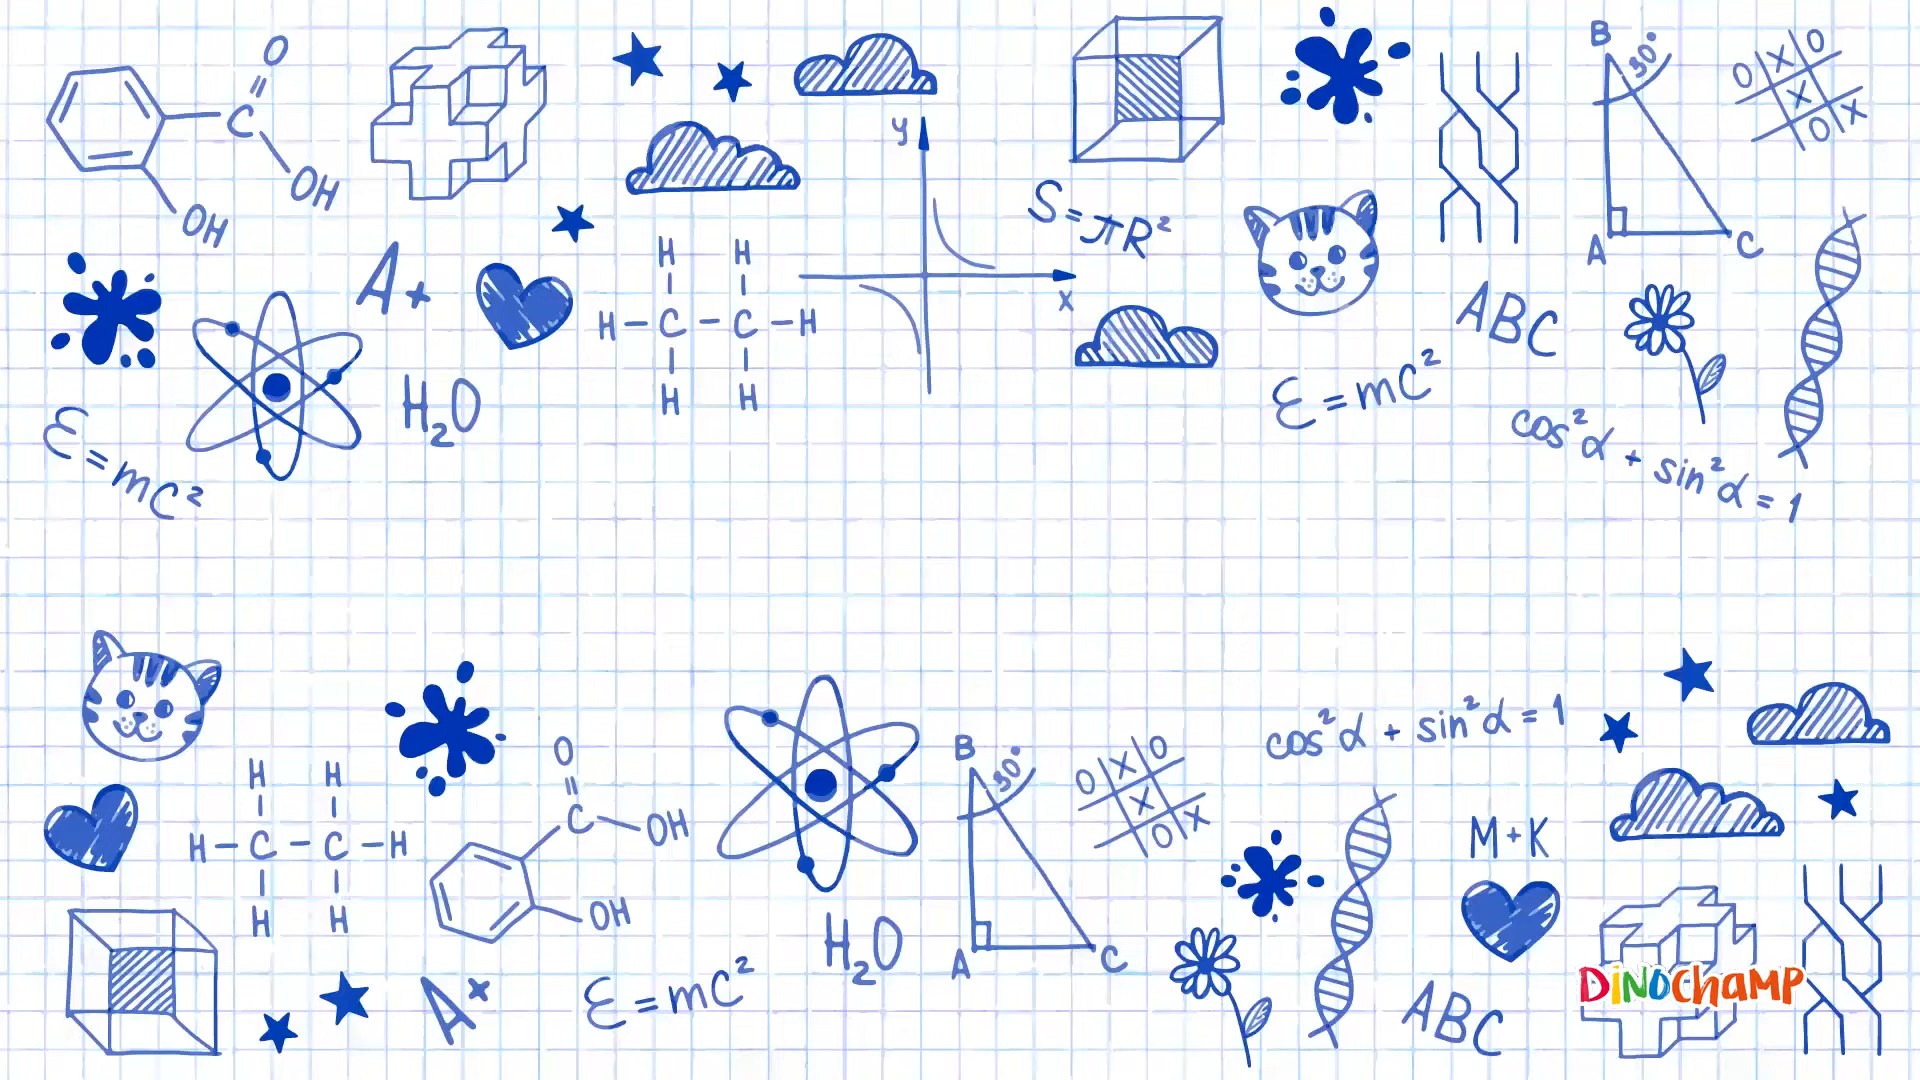 O
C
OH
OH
A+
H₂O
ε=mc²
H H
H-C-C-H
H H
y
x
S=πR²
ε=mc²
ABC
B
30°
A
C
O X O
X
O X
cos²α + sin²α = 1
H H
H-C-C-H
H H
O
C
OH
OH
A+
ε=mc²
H₂O
B
30°
A
C
O X O
X
O X
cos²α + sin²α = 1
M+K
ABC
DINOCHAMP